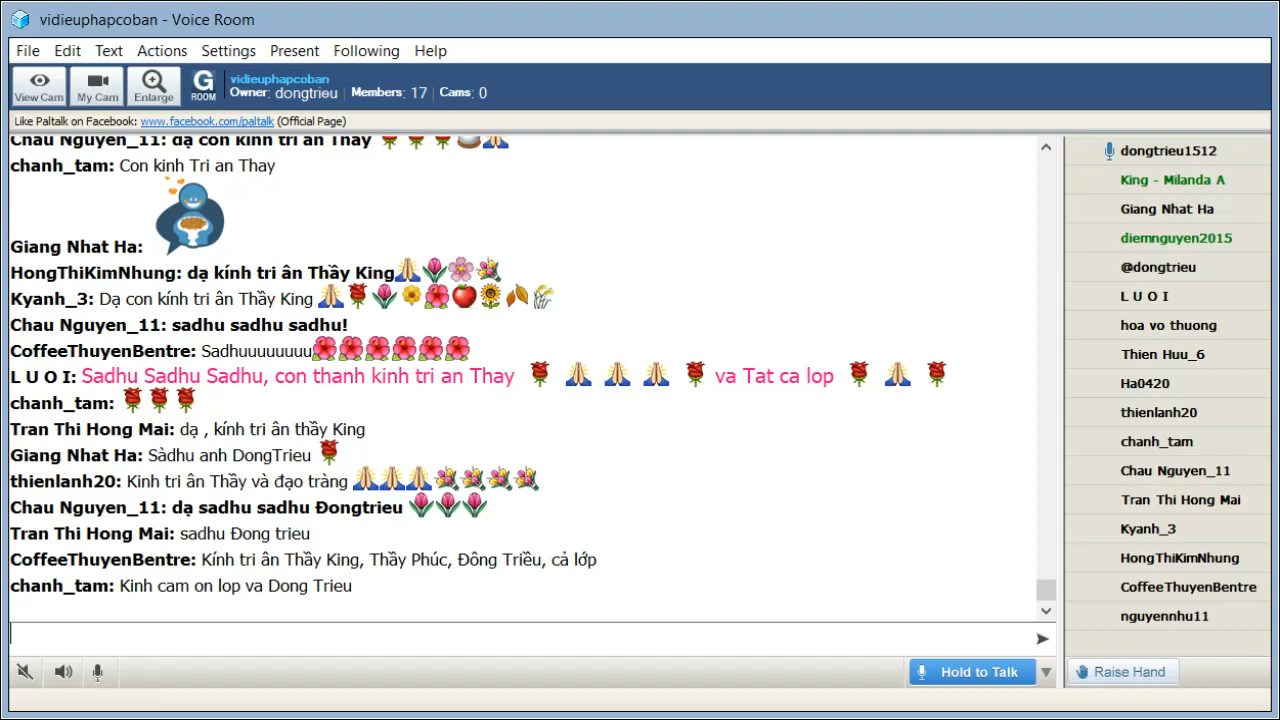 vidieuphapcoban - Voice Room
File Edit Text Actions Settings Present Following Help
View Cam My Cam Enlarge G ROOM
vidieuphapcoban
Owner: dongtrieu | Members: 17 | Cams: 0
Like Paltalk on Facebook: www.facebook.com/paltalk (Official Page)
Chau Nguyen_11: dạ con kinh tri an Thay
chanh_tam: Con kinh Tri an Thay
Giang Nhat Ha:
HongThiKimNhung: dạ kính tri ân Thầy King
Kyanh_3: Dạ con kính tri ân Thầy King
Chau Nguyen_11: sadhu sadhu sadhu!
CoffeeThuyenBentre: Sadhuuuuuuuu
L U O I: Sadhu Sadhu Sadhu, con thanh kinh tri an Thay va Tat ca lop
chanh_tam:
Tran Thi Hong Mai: dạ , kính tri ân thầy King
Giang Nhat Ha: Sàdhu anh DongTrieu
thienlanh20: Kinh tri ân Thầy và đạo tràng
Chau Nguyen_11: dạ sadhu sadhu Đongtrieu
Tran Thi Hong Mai: sadhu Đong trieu
CoffeeThuyenBentre: Kính tri ân Thầy King, Thầy Phúc, Đông Triều, cả lớp
chanh_tam: Kinh cam on lop va Dong Trieu
Hold to Talk
dongtrieu1512
King - Milanda A
Giang Nhat Ha
diemnguyen2015
@dongtrieu
L U O I
hoa vo thuong
Thien Huu_6
Ha0420
thienlanh20
chanh_tam
Chau Nguyen_11
Tran Thi Hong Mai
Kyanh_3
HongThiKimNhung
CoffeeThuyenBentre
nguyennhu11
Raise Hand